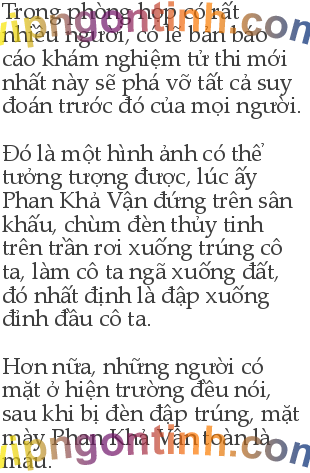 Trong phòng họp có rất
nhiều người, có lẽ bản báo
cáo khám nghiệm tử thi mới
nhất này sẽ phá vỡ tất cả suy
đoán trước đó của mọi người.
Đó là một hình ảnh có thể
tưởng tượng được, lúc ấy
Phan Khả Vận đứng trên sân
khấu, chùm đèn thủy tinh
trên trần rơi xuống trúng cô
ta, làm cô ta ngã xuống đất,
đó nhất định là đập xuống
đỉnh đầu cô ta.
Hơn nữa, những người có
mặt ở hiện trường đều nói,
sau khi bị đèn đập trúng, mặt
mày Phan Khả Vận toàn là
máu.
vipngontinh.com
vipngontinh.com